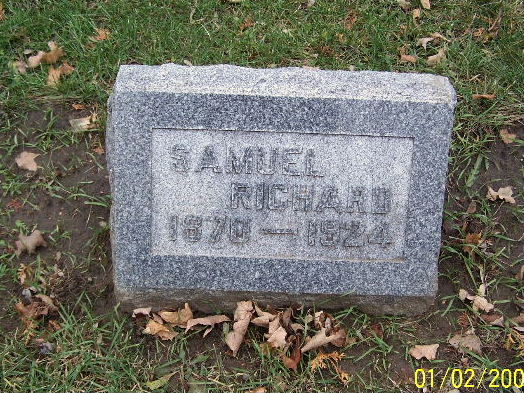 SAMUEL
RICHARD
1870 — 1924
01/02/200